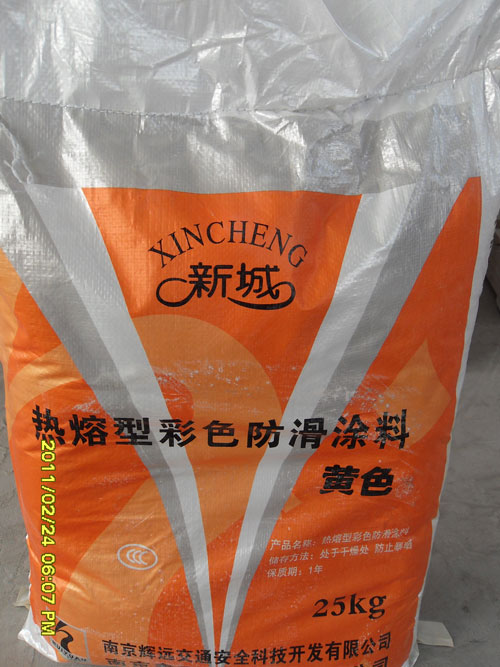 XINCHENG
新城
热熔型彩色防滑涂料
黄色
产品名称：热熔型彩色防滑涂料
储存方法：处于干燥处 防止暴晒
保质期：1年
CCC
25kg
南京辉远交通安全科技开发有限公司
2011/02/24 06:07 PM